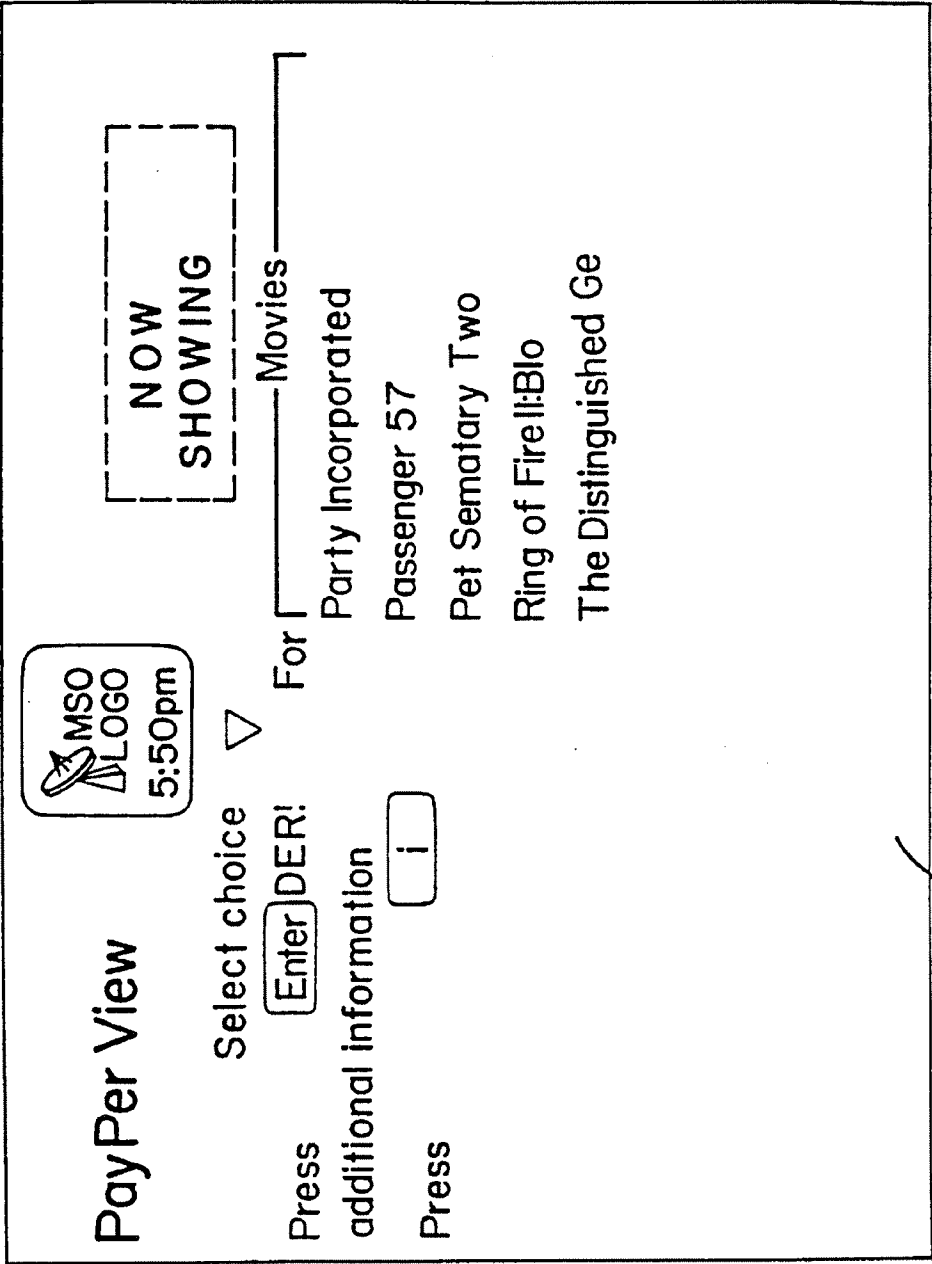 PayPer View
MSO
LOGO
5:50pm
NOW
SHOWING
Select choice
Press Enter DER!
additional information
Press i
For
Movies
Party Incorporated
Passenger 57
Pet Sematary Two
Ring of Fire II:Blo
The Distinguished Ge